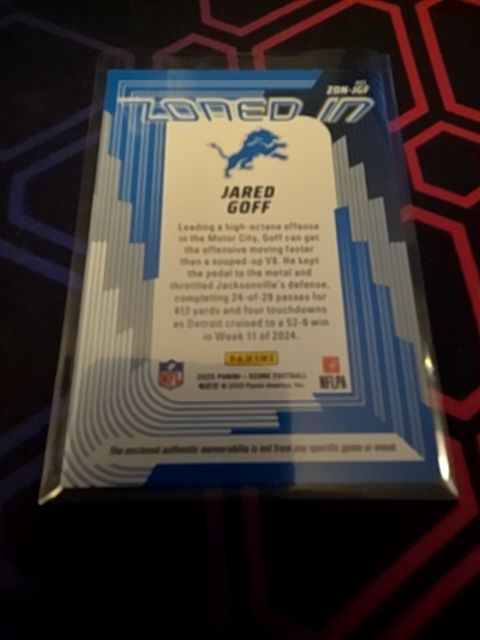 NO.
ZDN-JGF
ZONED IN
JARED
GOFF
Leading a high-octane offense
in the Motor City, Goff can get
the offensive moving faster
than a souped-up V8. He kept
the pedal to the metal and
throttled Jacksonville's defense,
completing 24-of-29 passes for
412 yards and four touchdowns
as Detroit cruised to a 52-6 win
in Week 11 of 2024.
PANINI
NFL
2025 PANINI – SCORE FOOTBALL
© 2025 Panini America, Inc.
NFLPA
The enclosed authentic memorabilia is not from any specific game or event.